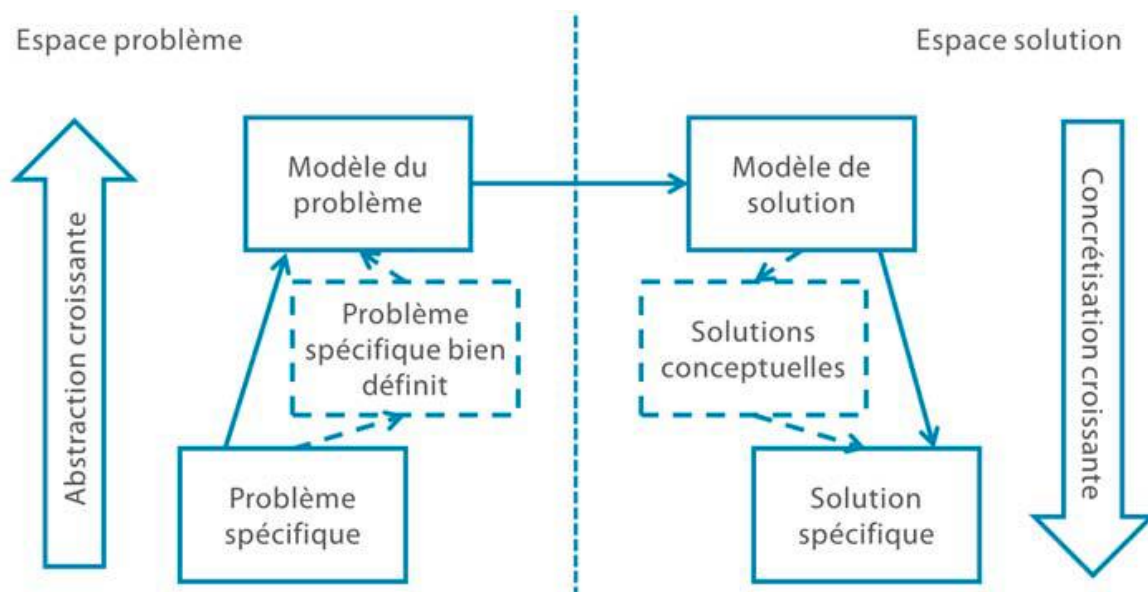 Espace problème
Espace solution
Abstraction croissante
Modèle du
problème
Modèle de
solution
Concrétisation croissante
Problème
spécifique bien
définit
Solutions
conceptuelles
Problème
spécifique
Solution
spécifique